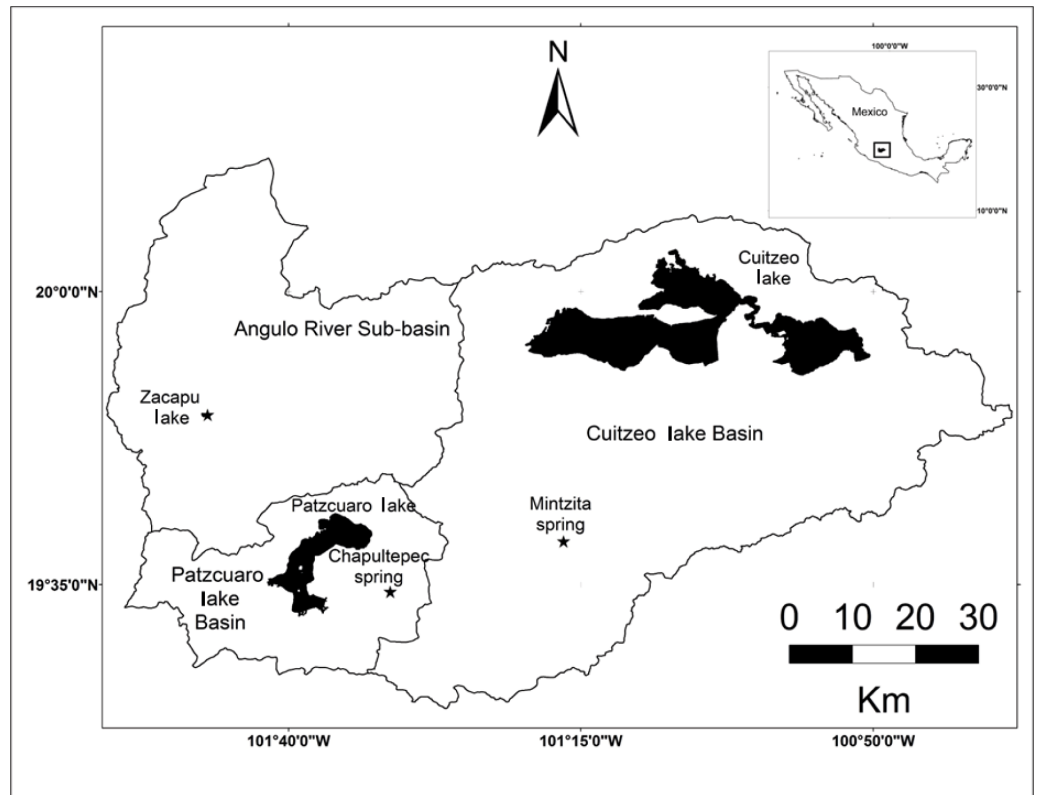 N
100°0'0"W
30°0'0"N
Mexico
10°0'0"N
Cuitzeo
lake
20°0'0"N
Angulo River Sub-basin
Zacapu
lake
Cuitzeo lake Basin
Patzcuaro lake
Mintzita
spring
Chapultepec
spring
19°35'0"N
Patzcuaro
lake
Basin
0 10 20 30
Km
101°40'0"W
101°15'0"W
100°50'0"W